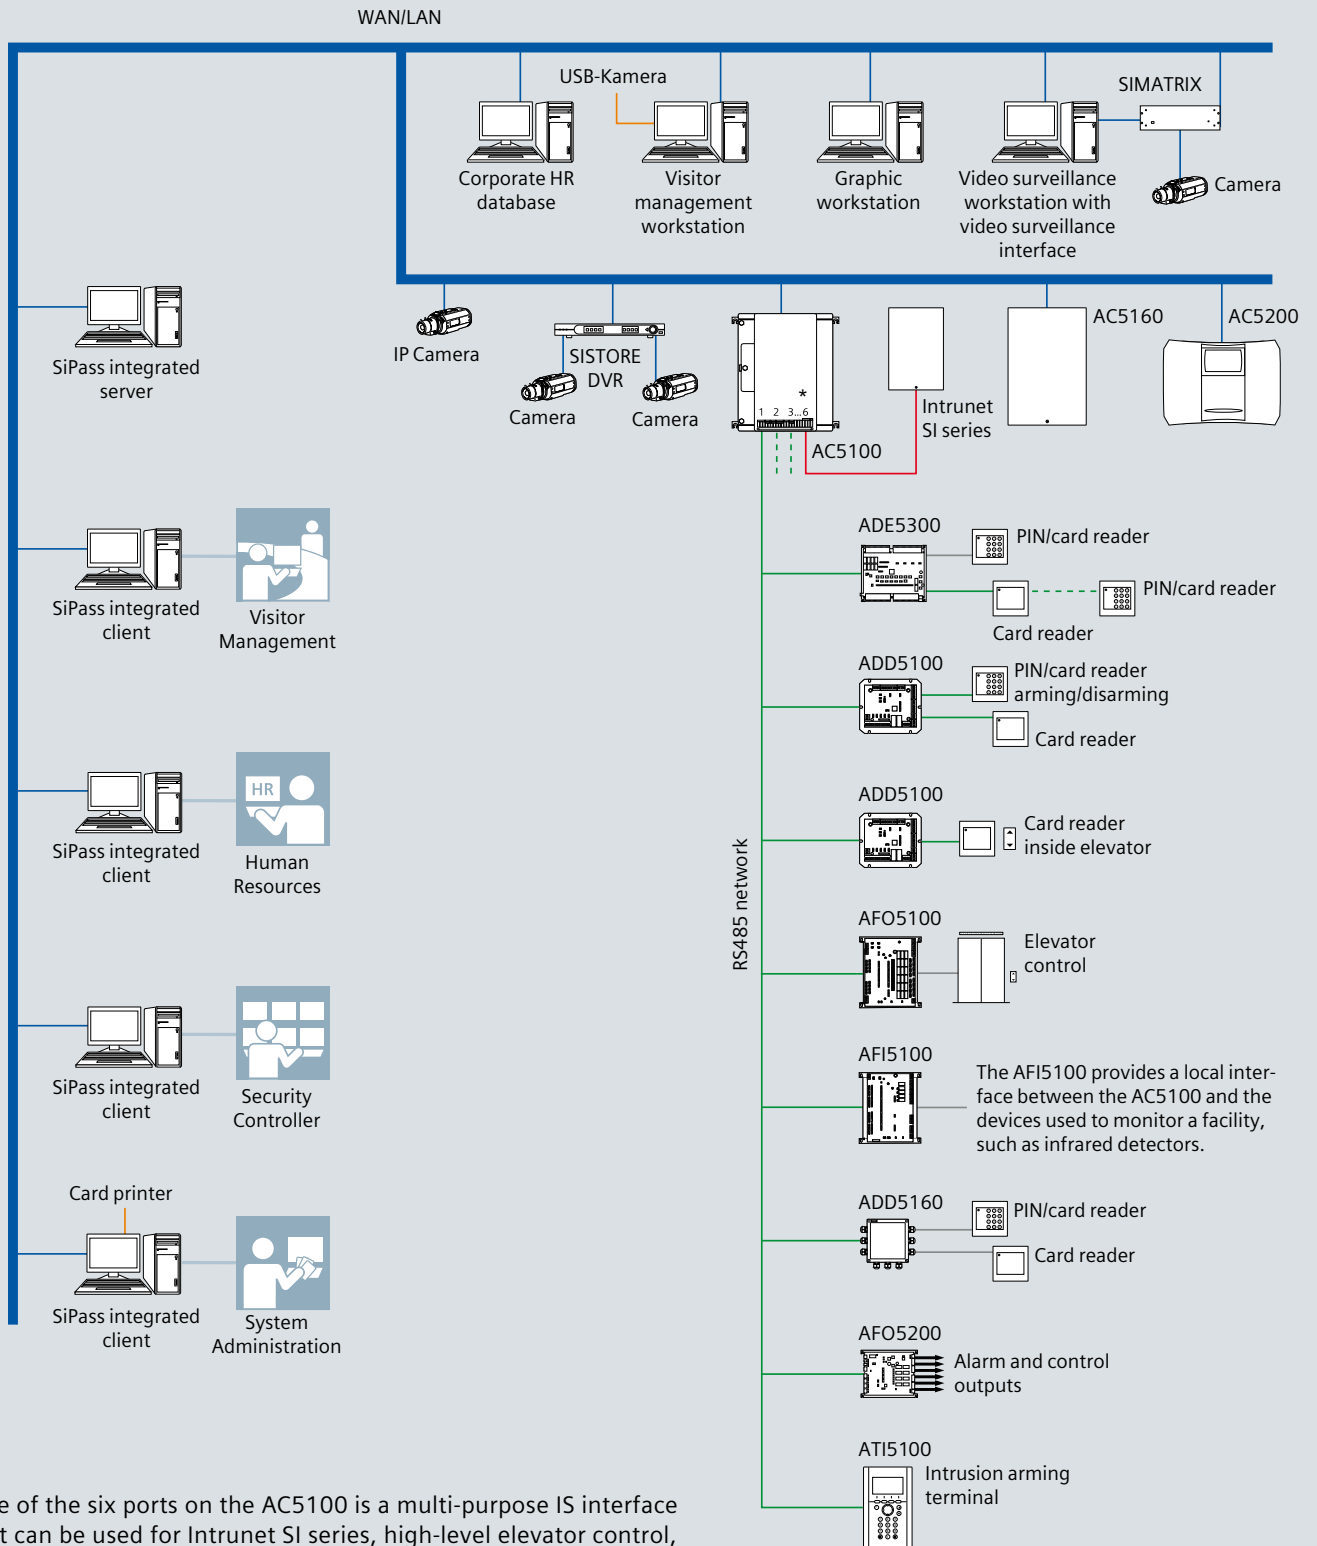 WAN/LAN
USB-Kamera
SIMATRIX
Corporate HR
database
Visitor
management
workstation
Graphic
workstation
Video surveillance
workstation with
video surveillance
interface
Camera
SiPass integrated
server
IP Camera
SISTORE
DVR
Camera
Camera
*
1 2 3...6
AC5100
Intrunet
SI series
AC5160
AC5200
SiPass integrated
client
Visitor
Management
SiPass integrated
client
HR
Human
Resources
SiPass integrated
client
Security
Controller
Card printer
SiPass integrated
client
System
Administration
RS485 network
ADE5300
PIN/card reader
PIN/card reader
Card reader
ADD5100
PIN/card reader
arming/disarming
Card reader
ADD5100
Card reader
inside elevator
AFO5100
Elevator
control
AFI5100
The AFI5100 provides a local inter-
face between the AC5100 and the
devices used to monitor a facility,
such as infrared detectors.
ADD5160
PIN/card reader
Card reader
AFO5200
Alarm and control
outputs
ATI5100
Intrusion arming
terminal
e of the six ports on the AC5100 is a multi-purpose IS interface
t can be used for Intrunet SI series, high-level elevator control,